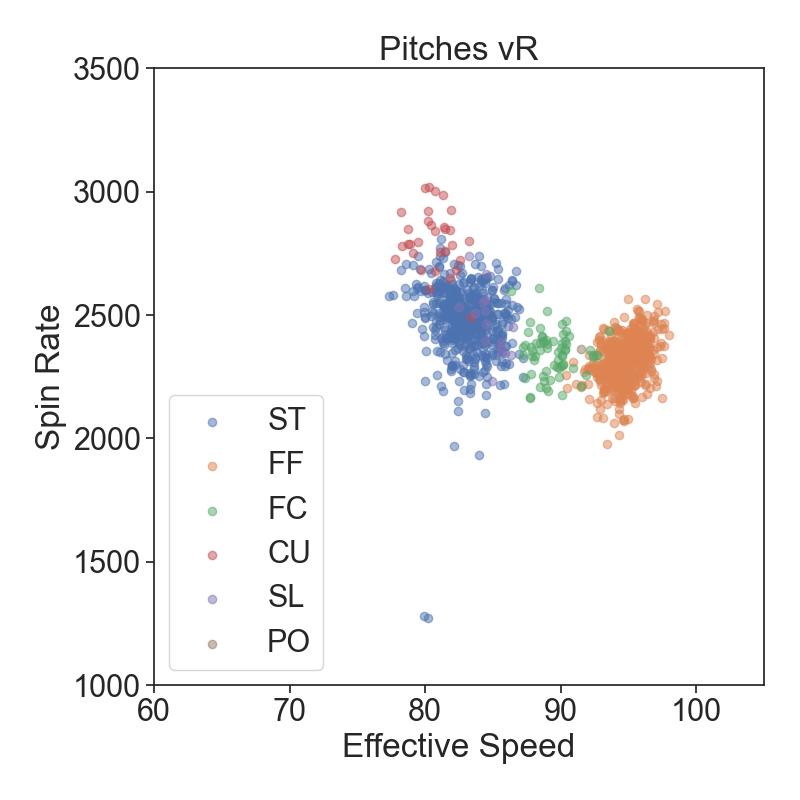 Pitches vR
3500
3000
2500
2000
1500
1000
Spin Rate
ST
FF
FC
CU
SL
PO
60 70 80 90 100
Effective Speed